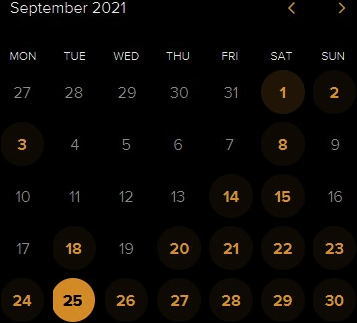 September 2021 < >
MON TUE WED THU FRI SAT SUN
27 28 29 30 31 1 2
3 4 5 6 7 8 9
10 11 12 13 14 15 16
17 18 19 20 21 22 23
24 25 26 27 28 29 30